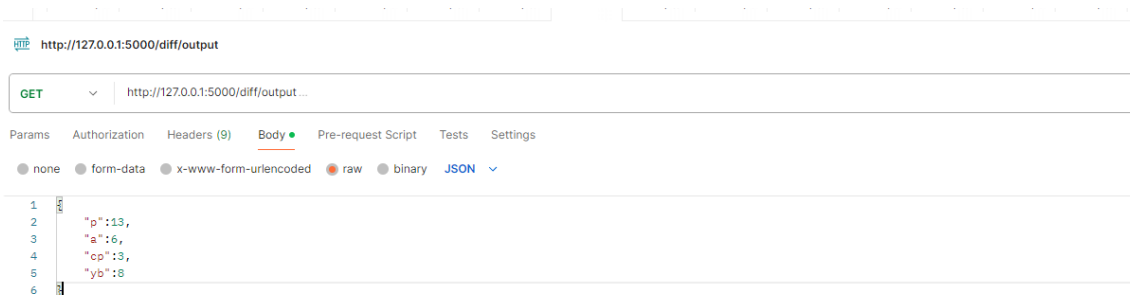 HTTP http://127.0.0.1:5000/diff/output
GET http://127.0.0.1:5000/diff/output ...
Params Authorization Headers (9) Body Pre-request Script Tests Settings
none form-data x-www-form-urlencoded raw binary JSON
1 {
2 "p":13,
3 "a":6,
4 "cp":3,
5 "yb":8
6 }